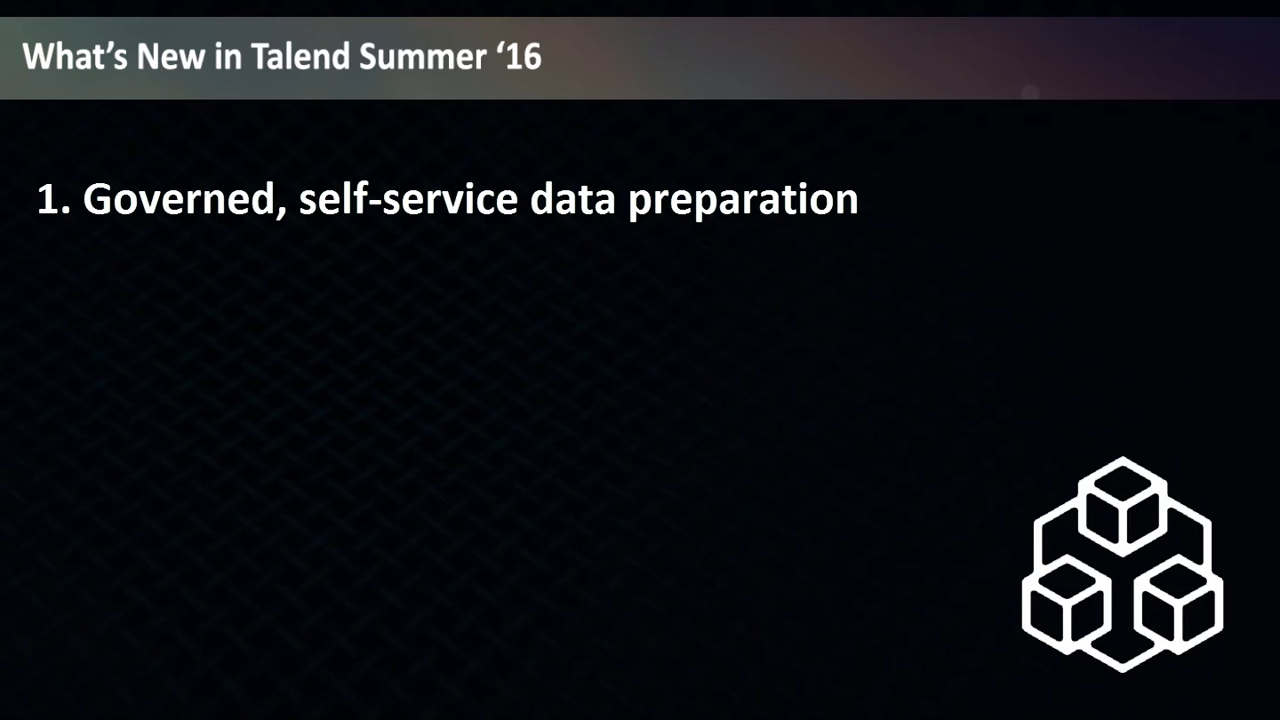 What’s New in Talend Summer ‘16
1. Governed, self-service data preparation